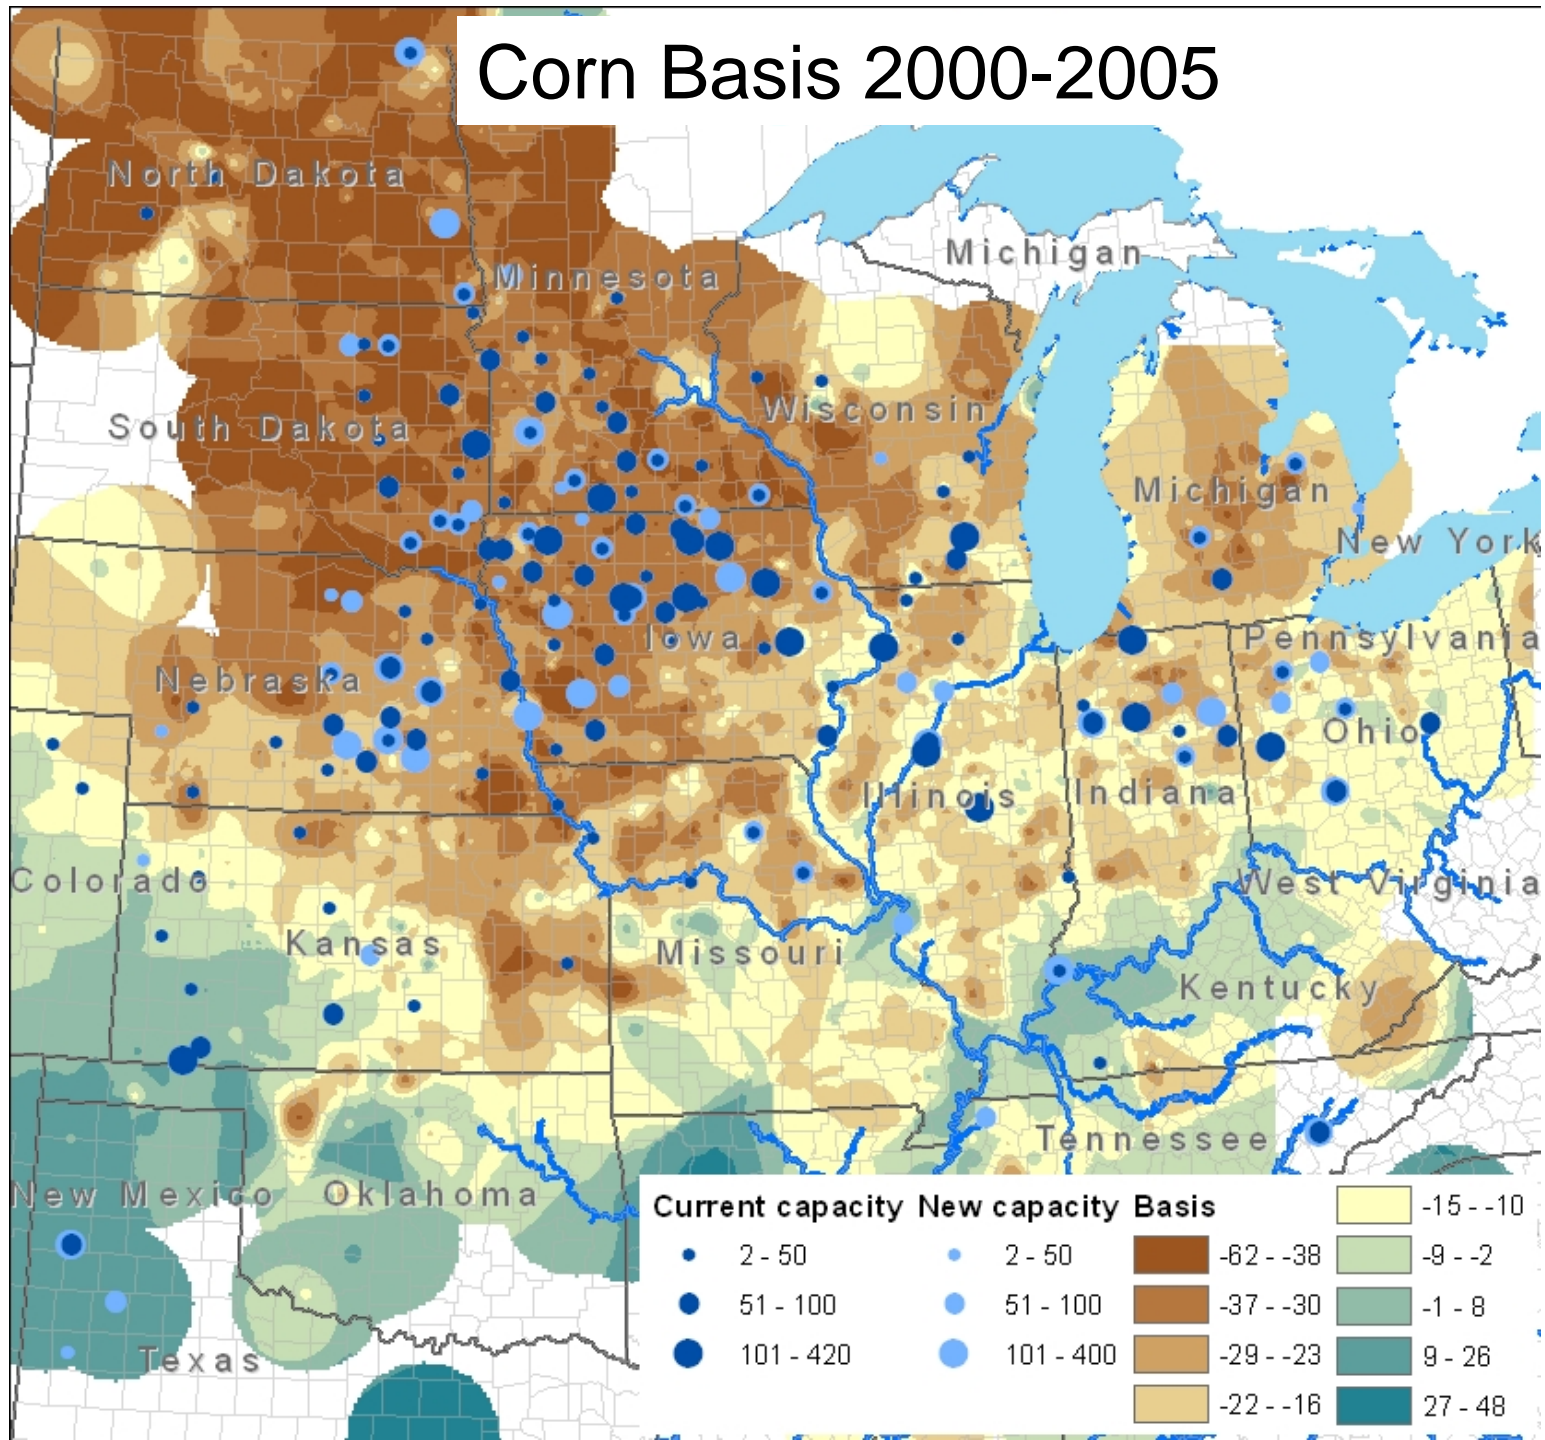 Corn Basis 2000-2005
North Dakota
Minnesota
Michigan
South Dakota
Wisconsin
Michigan
New York
Iowa
Pennsylvania
Nebraska
Ohio
Illinois
Indiana
Colorado
West Virginia
Kansas
Missouri
Kentucky
Tennessee
New Mexico
Oklahoma
Texas
Current capacity New capacity Basis
2 - 50
51 - 100
101 - 420
2 - 50
51 - 100
101 - 400
-62 - -38
-37 - -30
-29 - -23
-22 - -16
-15 - -10
-9 - -2
-1 - 8
9 - 26
27 - 48